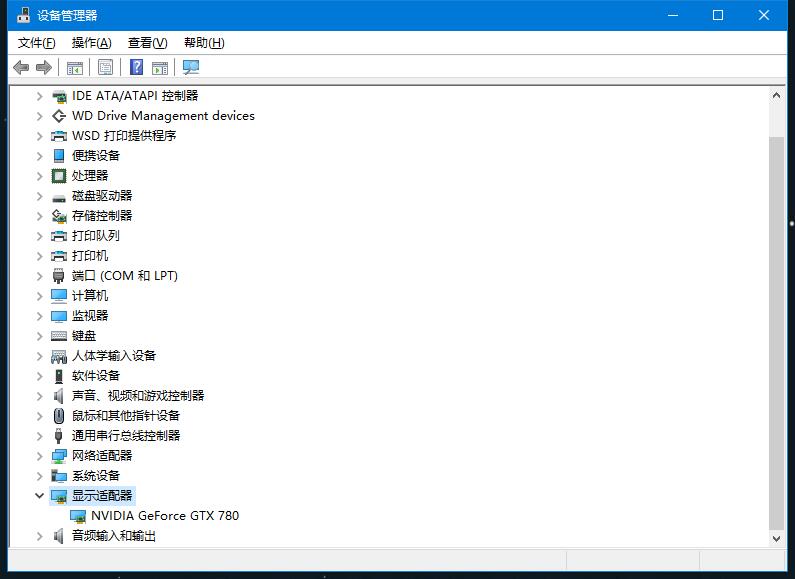 设备管理器
文件(F) 操作(A) 查看(V) 帮助(H)
IDE ATA/ATAPI 控制器
WD Drive Management devices
WSD 打印提供程序
便携设备
处理器
磁盘驱动器
存储控制器
打印队列
打印机
端口 (COM 和 LPT)
计算机
监视器
键盘
人体学输入设备
软件设备
声音、视频和游戏控制器
鼠标和其他指针设备
通用串行总线控制器
网络适配器
系统设备
显示适配器
NVIDIA GeForce GTX 780
音频输入和输出